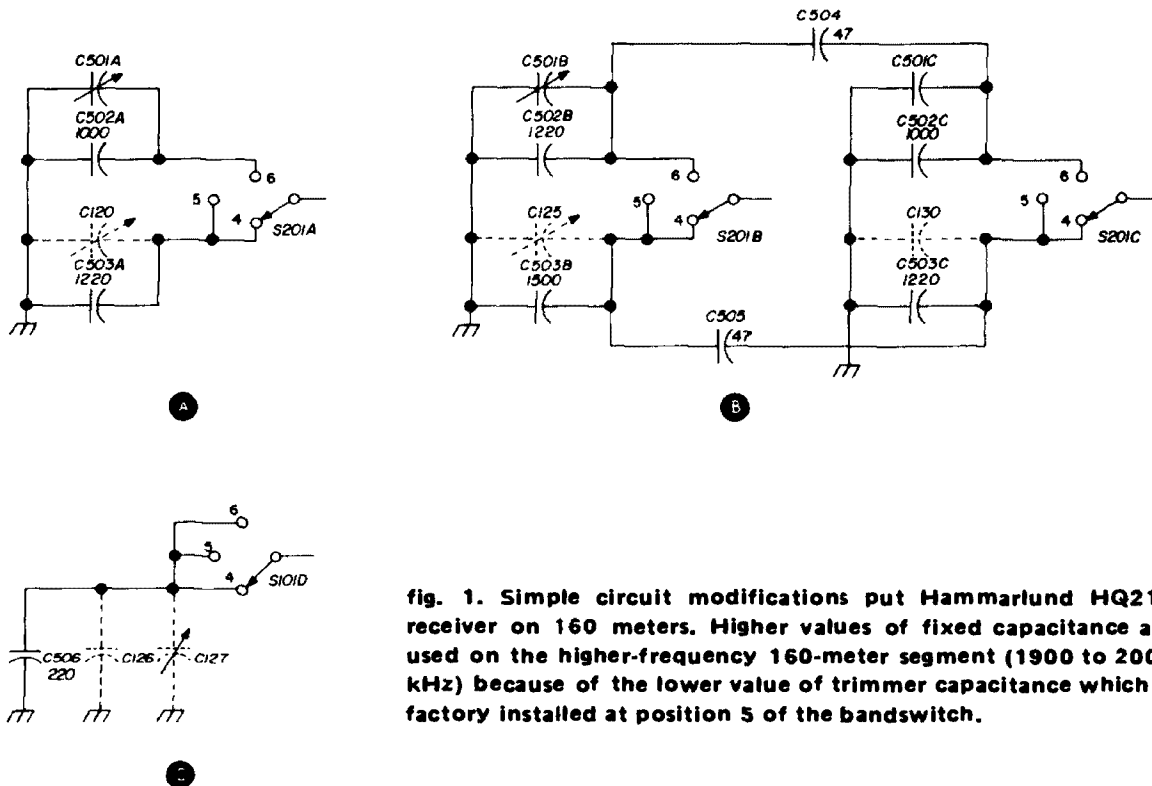 C504
47
C501A
C502A
1000
6
5
4
C120
S201A
C503A
1220
A
C501B
C502B
1220
6
5
4
C125
S201B
C503B
1500
C505
47
C501C
C502C
1000
6
5
4
C130
S201C
C503C
1220
B
6
5
4
S101D
C506
220
C126
C127
fig. 1. Simple circuit modifications put Hammarlund HQ21
receiver on 160 meters. Higher values of fixed capacitance a
used on the higher-frequency 160-meter segment (1900 to 200
kHz) because of the lower value of trimmer capacitance which
factory installed at position 5 of the bandswitch.